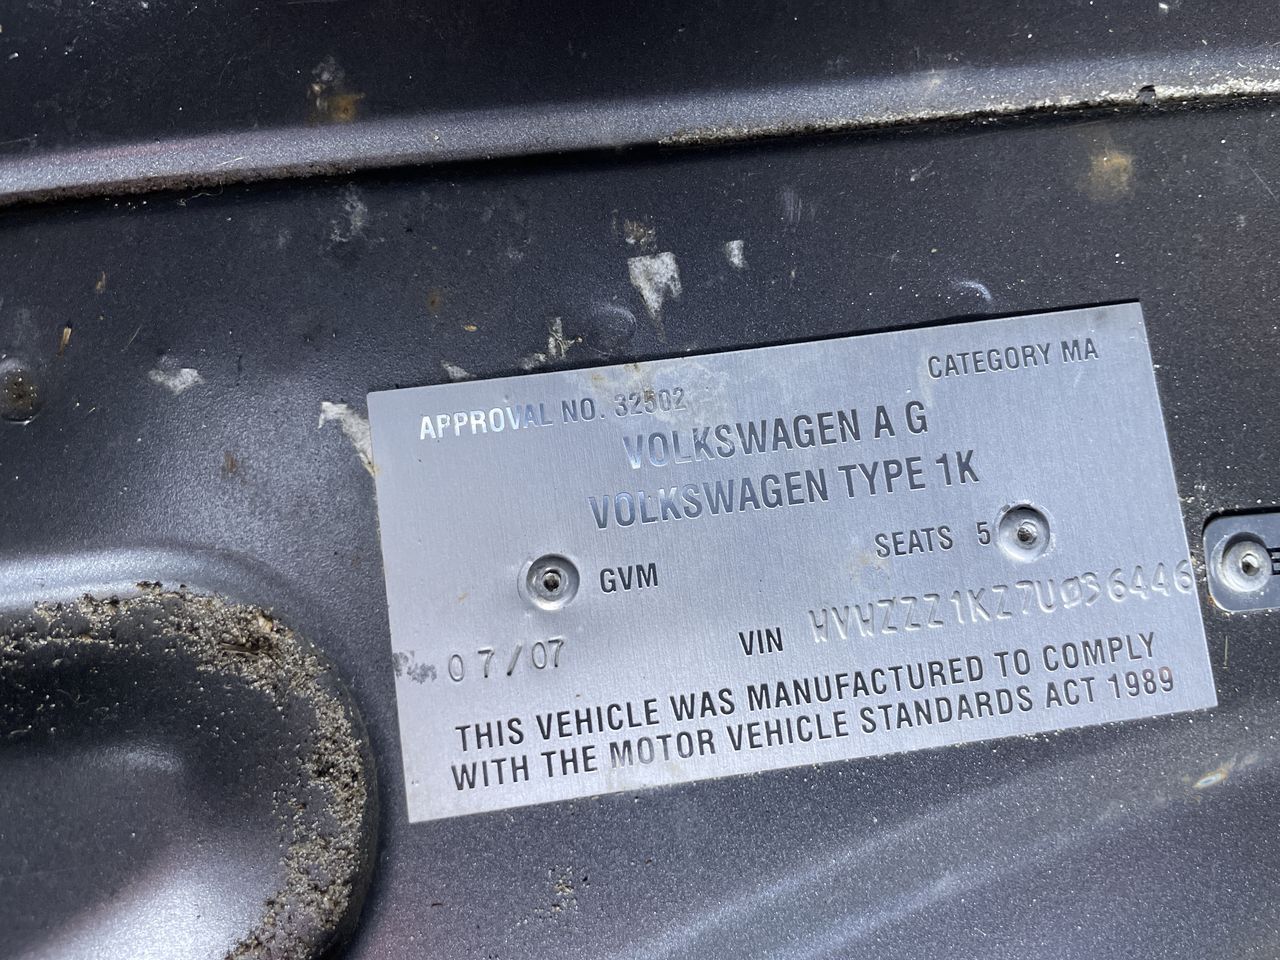 APPROVAL NO. 32502
CATEGORY MA
VOLKSWAGEN A G
VOLKSWAGEN TYPE 1K
SEATS 5
GVM
VIN WVWZZZ1KZ7U036446
07/07
THIS VEHICLE WAS MANUFACTURED TO COMPLY
WITH THE MOTOR VEHICLE STANDARDS ACT 1989